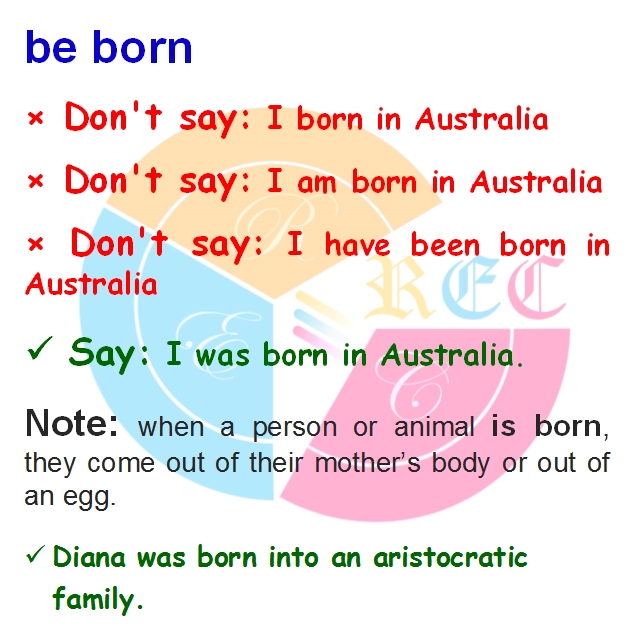 be born
× Don't say: I born in Australia
× Don't say: I am born in Australia
× Don't say: I have been born in
Australia
R
REC
E
✓ Say: I was born in Australia.
C
Note: when a person or animal is born,
they come out of their mother’s body or out of
an egg.
✓ Diana was born into an aristocratic
family.